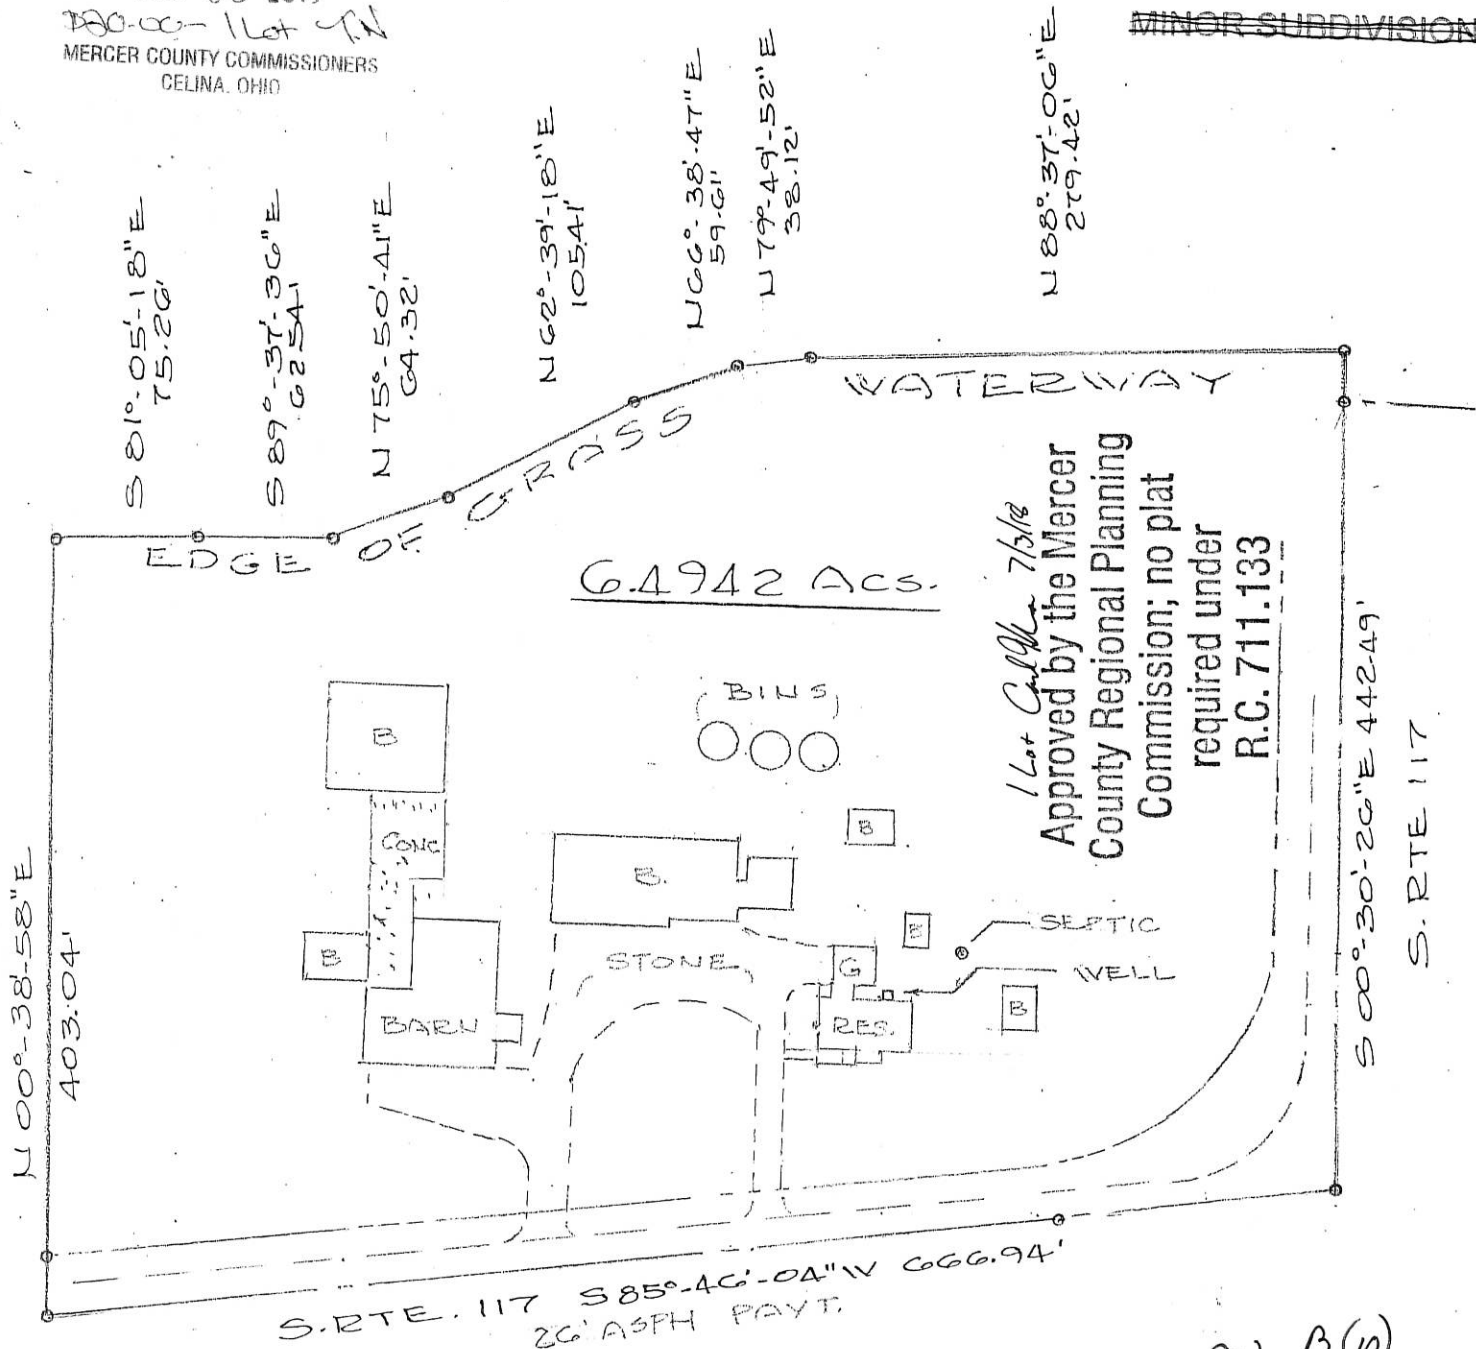 $20.00 - 1 Lot
MERCER COUNTY COMMISSIONERS
CELINA, OHIO
MINOR SUBDIVISION
S 81°-05'-18"E
75.26'
S 89°-37'-36"E
62.54'
N 75°-50'-41"E
64.32'
N 62°-39'-18"E
105.41'
N 66°-38'-47"E
59.61'
N 79°-49'-52"E
38.12'
N 88°-37'-06"E
279.42'
EDGE OF GRASS WATERWAY
6.4942 ACS.
1 Lot 7/3/18
Approved by the Mercer
County Regional Planning
Commission; no plat
required under
R.C. 711.133
BINS
B
CONC
B
B.
B
B
BARN
STONE
G
RES.
B
SEPTIC
WELL
N 00°-38'-58"E
403.04'
S 00°-30'-26"E 442.49'
S. RTE 117
S. RTE. 117 S 85°-46'-04"W 666.94'
26' ASPH PAVT.